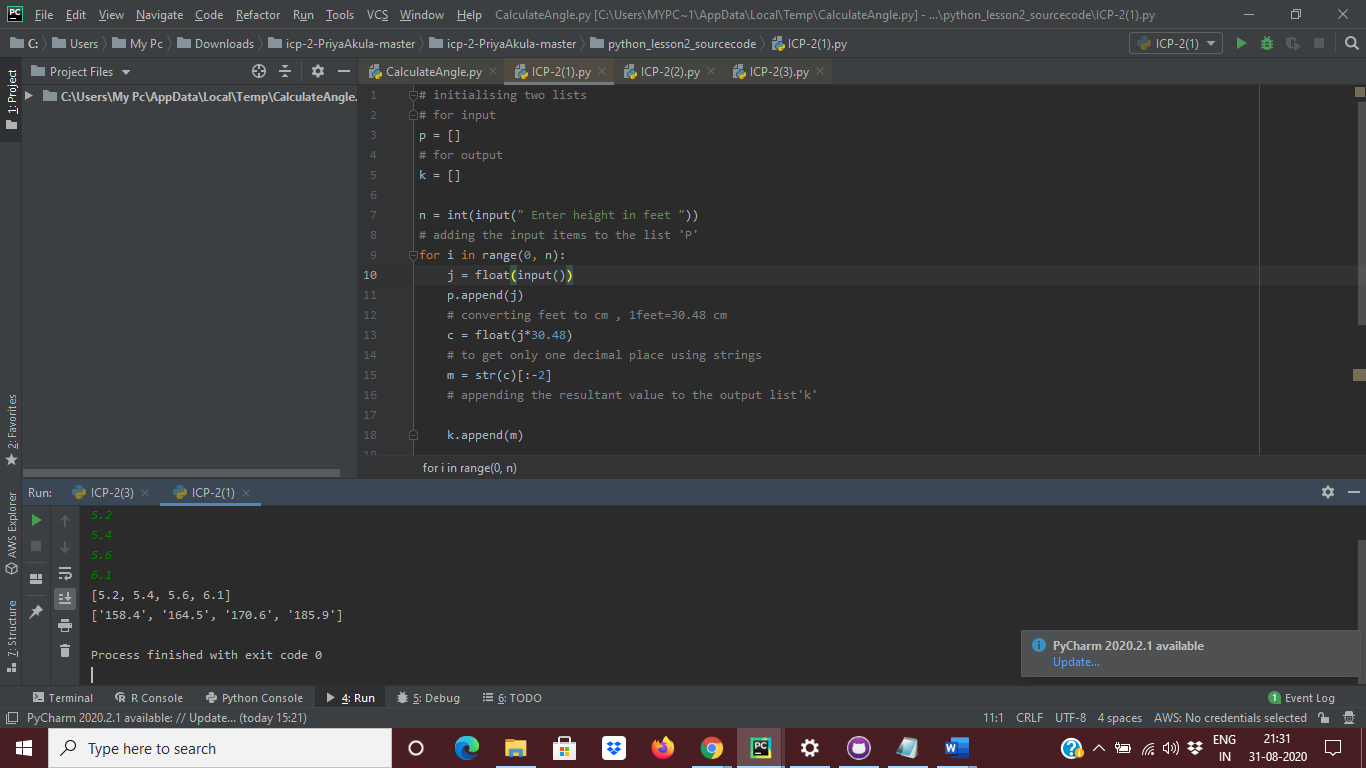 File Edit View Navigate Code Refactor Run Tools VCS Window Help CalculateAngle.py [C:\Users\MYPC~1\AppData\Local\Temp\CalculateAngle.py] - ...\python_lesson2_sourcecode\ICP-2(1).py
C: Users My Pc Downloads icp-2-PriyaAkula-master icp-2-PriyaAkula-master python_lesson2_sourcecode ICP-2(1).py ICP-2(1)
Project Files CalculateAngle.py ICP-2(1).py ICP-2(2).py ICP-2(3).py
C:\Users\My Pc\AppData\Local\Temp\CalculateAngle.
1: Project
2: Favorites
AWS Explorer
7: Structure
1 # initialising two lists
2 # for input
3 p = []
4 # for output
5 k = []
6
7 n = int(input(" Enter height in feet "))
8 # adding the input items to the list 'P'
9 for i in range(0, n):
10 j = float(input())
11 p.append(j)
12 # converting feet to cm , 1feet=30.48 cm
13 c = float(j*30.48)
14 # to get only one decimal place using strings
15 m = str(c)[:-2]
16 # appending the resultant value to the output list'k'
17
18 k.append(m)
19
for i in range(0, n)
Run: ICP-2(3) ICP-2(1)
5.2
5.4
5.6
6.1
[5.2, 5.4, 5.6, 6.1]
['158.4', '164.5', '170.6', '185.9']
Process finished with exit code 0
PyCharm 2020.2.1 available
Update...
Terminal R Console Python Console 4: Run 5: Debug 6: TODO 1 Event Log
PyCharm 2020.2.1 available: // Update... (today 15:21) 11:1 CRLF UTF-8 4 spaces AWS: No credentials selected
Type here to search
ENG
IN
21:31
31-08-2020